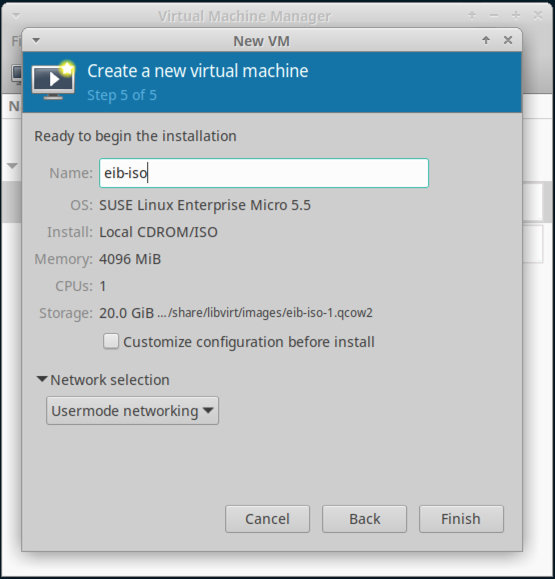 Virtual Machine Manager
New VM
Create a new virtual machine
Step 5 of 5
Ready to begin the installation
Name: eib-iso
OS: SUSE Linux Enterprise Micro 5.5
Install: Local CDROM/ISO
Memory: 4096 MiB
CPUs: 1
Storage: 20.0 GiB .../share/libvirt/images/eib-iso-1.qcow2
Customize configuration before install
Network selection
Usermode networking
Cancel Back Finish